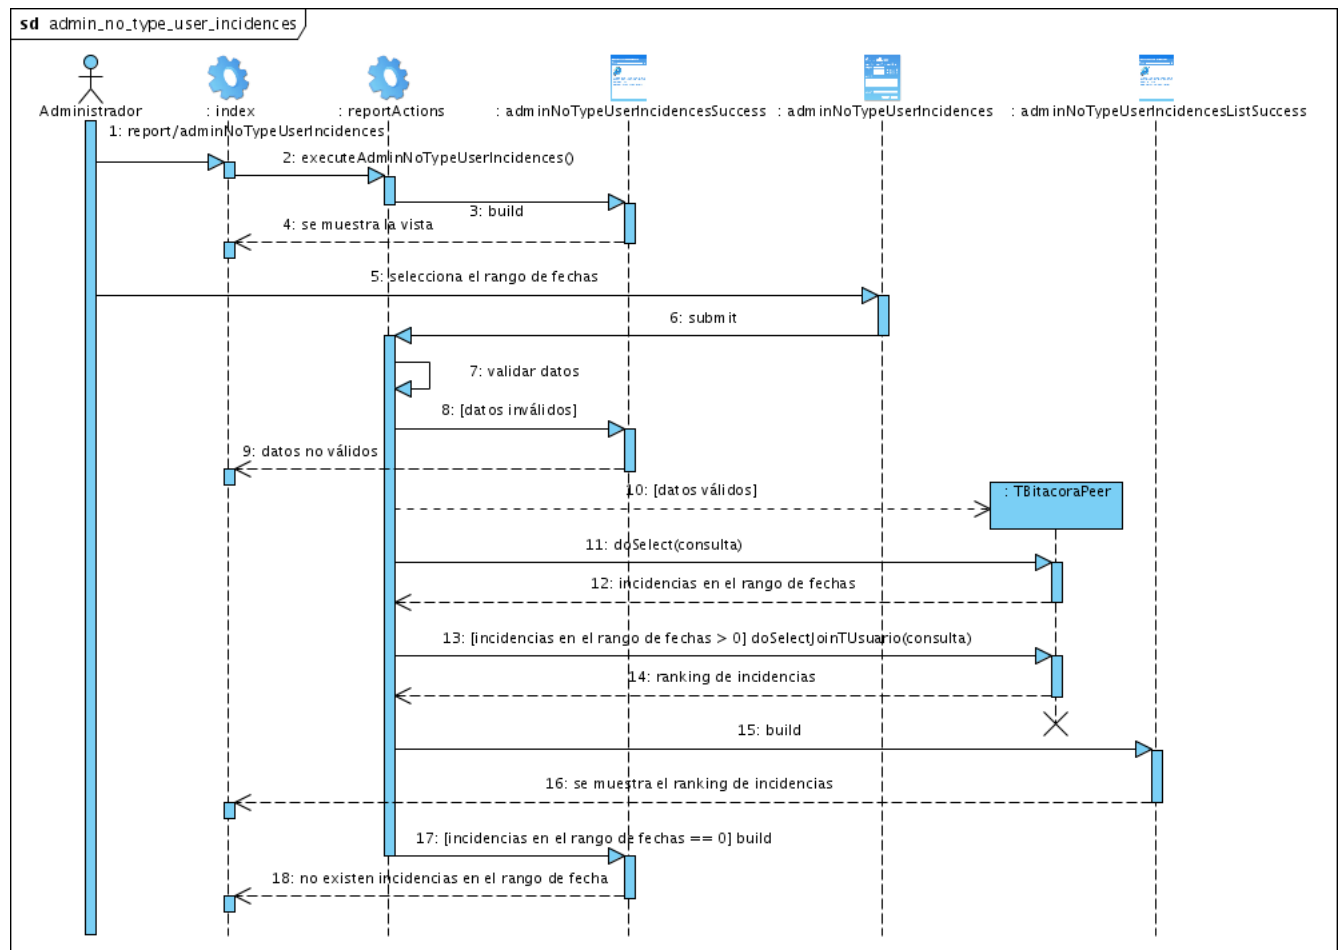 sd admin_no_type_user_incidences
Administrador
: index
: reportActions
: adminNoTypeUserIncidencesSuccess
: adminNoTypeUserIncidences
: adminNoTypeUserIncidencesListSuccess
1: report/adminNoTypeUserIncidences
2: executeAdminNoTypeUserIncidences()
3: build
4: se muestra la vista
5: selecciona el rango de fechas
6: submit
7: validar datos
8: [datos inválidos]
9: datos no válidos
10: [datos válidos]
: TBitacoraPeer
11: doSelect(consulta)
12: incidencias en el rango de fechas
13: [incidencias en el rango de fechas > 0] doSelectJoinTUsuario(consulta)
14: ranking de incidencias
15: build
16: se muestra el ranking de incidencias
17: [incidencias en el rango de fechas == 0] build
18: no existen incidencias en el rango de fecha